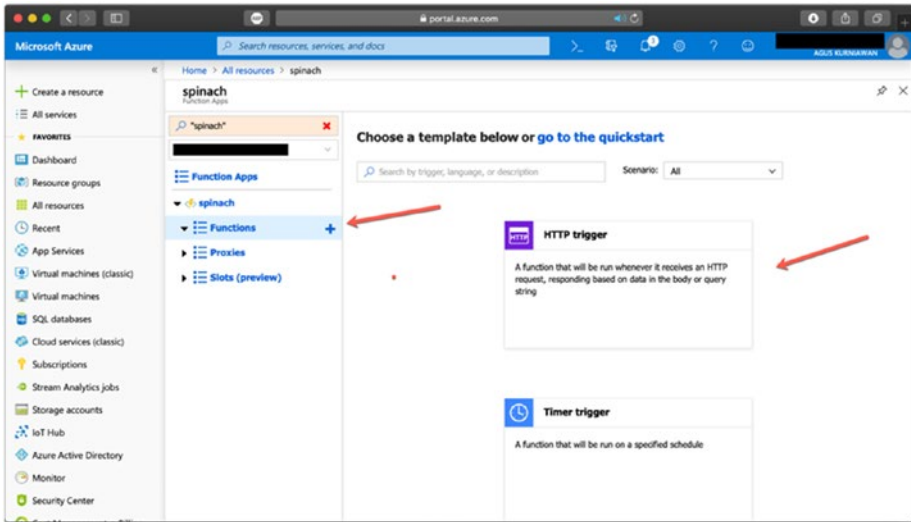 portal.azure.com
Microsoft Azure
Search resources, services, and docs
1
AGUS KURNIAWAN
Home > All resources > spinach
Create a resource
All services
FAVORITES
Dashboard
Resource groups
All resources
Recent
App Services
Virtual machines (classic)
Virtual machines
SQL databases
Cloud services (classic)
Subscriptions
Stream Analytics jobs
Storage accounts
IoT Hub
Azure Active Directory
Monitor
Security Center
spinach
Function Apps
"spinach"
Function Apps
spinach
Functions
Proxies
Slots (preview)
Choose a template below or go to the quickstart
Search by trigger, language, or description
Scenario: All
HTTP
HTTP trigger
A function that will be run whenever it receives an HTTP
request, responding based on data in the body or query
string
Timer trigger
A function that will be run on a specified schedule